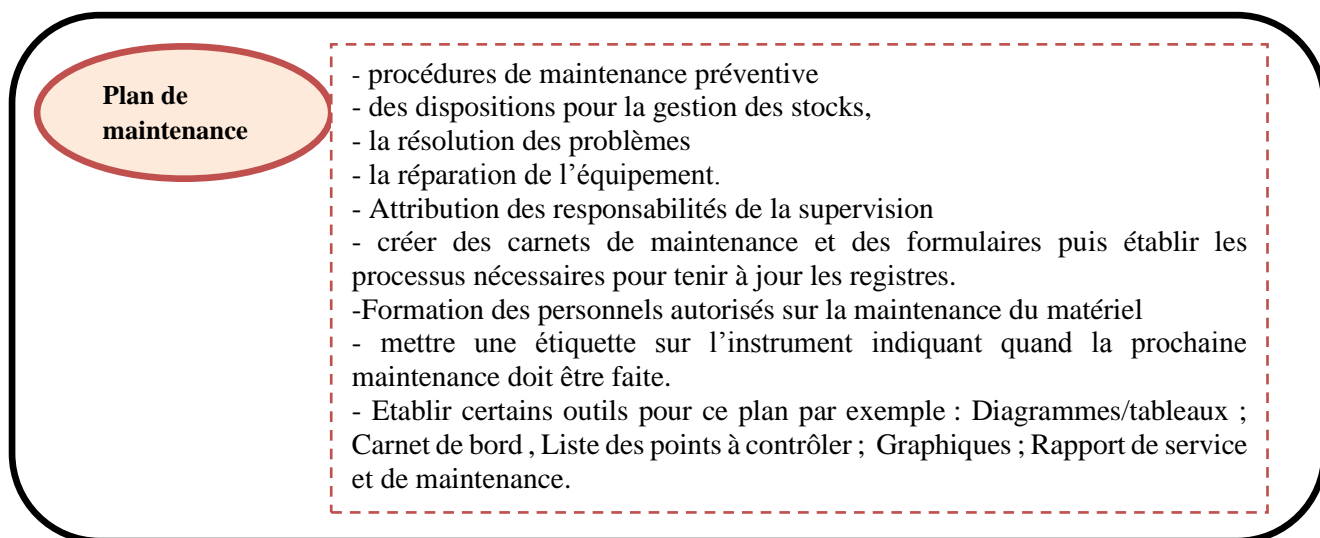 Plan de
maintenance
- procédures de maintenance préventive
- des dispositions pour la gestion des stocks,
- la résolution des problèmes
- la réparation de l’équipement.
- Attribution des responsabilités de la supervision
- créer des carnets de maintenance et des formulaires puis établir les
processus nécessaires pour tenir à jour les registres.
-Formation des personnels autorisés sur la maintenance du matériel
- mettre une étiquette sur l’instrument indiquant quand la prochaine
maintenance doit être faite.
- Etablir certains outils pour ce plan par exemple : Diagrammes/tableaux ;
Carnet de bord , Liste des points à contrôler ; Graphiques ; Rapport de service
et de maintenance.